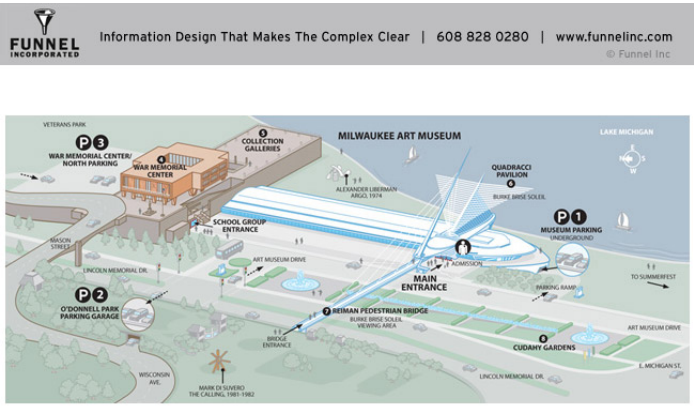 FUNNEL
INCORPORATED
Information Design That Makes The Complex Clear | 608 828 0280 | www.funnelinc.com
© Funnel Inc
VETERANS PARK
P 3
WAR MEMORIAL CENTER/
NORTH PARKING
4
WAR MEMORIAL
CENTER
5
COLLECTION
GALLERIES
MILWAUKEE ART MUSEUM
LAKE MICHIGAN
E
N S
W
ALEXANDER LIBERMAN
ARGO, 1974
QUADRACCI
PAVILION
6
BURKE BRISE SOLEIL
P 1
MUSEUM PARKING
UNDERGROUND
SCHOOL GROUP
ENTRANCE
MASON
STREET
LINCOLN MEMORIAL DR.
ART MUSEUM DRIVE
ADMISSION
MAIN
ENTRANCE
PARKING RAMP
TO SUMMERFEST
P 2
O'DONNELL PARK
PARKING GARAGE
7 REIMAN PEDESTRIAN BRIDGE
BURKE BRISE SOLEIL
VIEWING AREA
BRIDGE
ENTRANCE
ART MUSEUM DRIVE
8
CUDAHY GARDENS
E. MICHIGAN ST.
WISCONSIN
AVE.
MARK DI SUVERO
THE CALLING, 1981-1982
LINCOLN MEMORIAL DR.